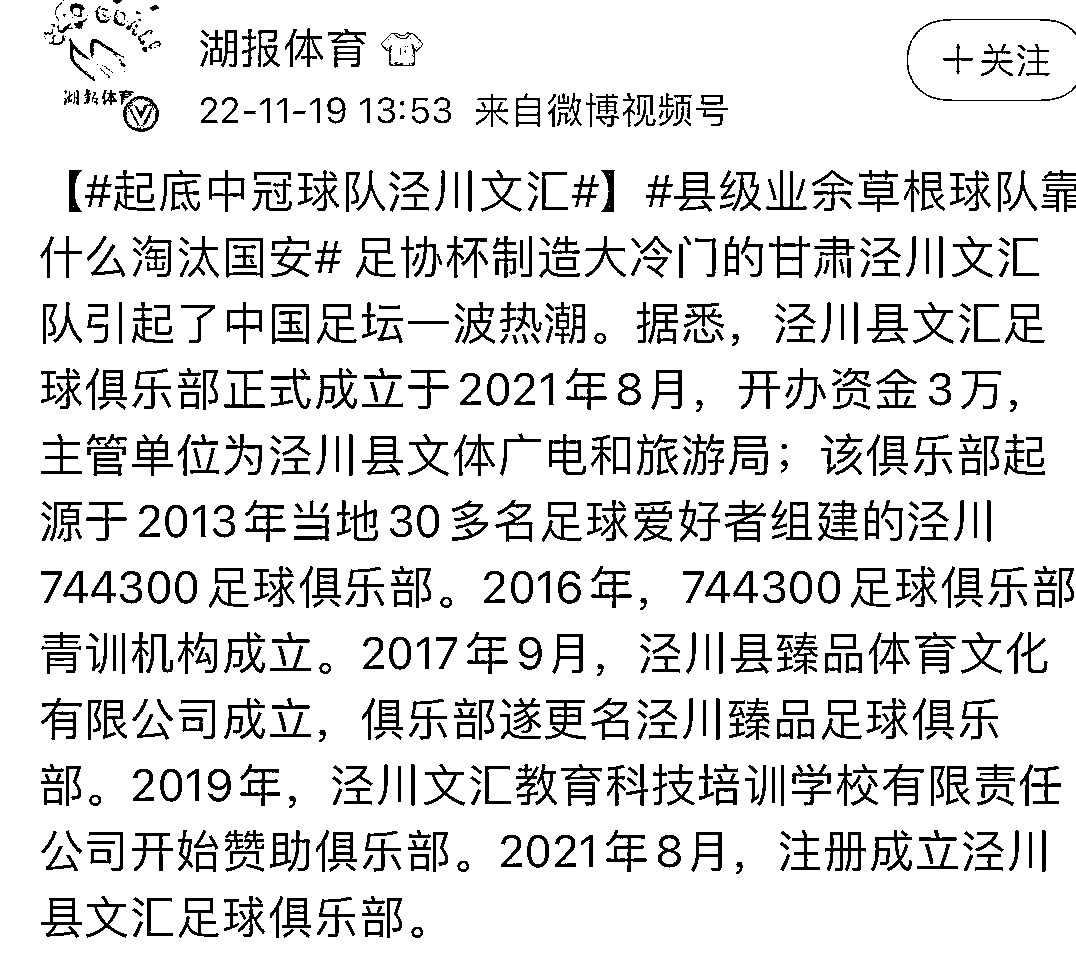 GOAL!
湖报体育
湖报体育
22-11-19 13:53 来自微博视频号
+关注
【#起底中冠球队泾川文汇#】#县级业余草根球队靠
什么淘汰国安# 足协杯制造大冷门的甘肃泾川文汇
队引起了中国足坛一波热潮。据悉，泾川县文汇足
球俱乐部正式成立于2021年8月，开办资金3万，
主管单位为泾川县文体广电和旅游局；该俱乐部起
源于2013年当地30多名足球爱好者组建的泾川
744300足球俱乐部。2016年，744300足球俱乐部
青训机构成立。2017年9月，泾川县臻品体育文化
有限公司成立，俱乐部遂更名泾川臻品足球俱乐
部。2019年，泾川文汇教育科技培训学校有限责任
公司开始赞助俱乐部。2021年8月，注册成立泾川
县文汇足球俱乐部。